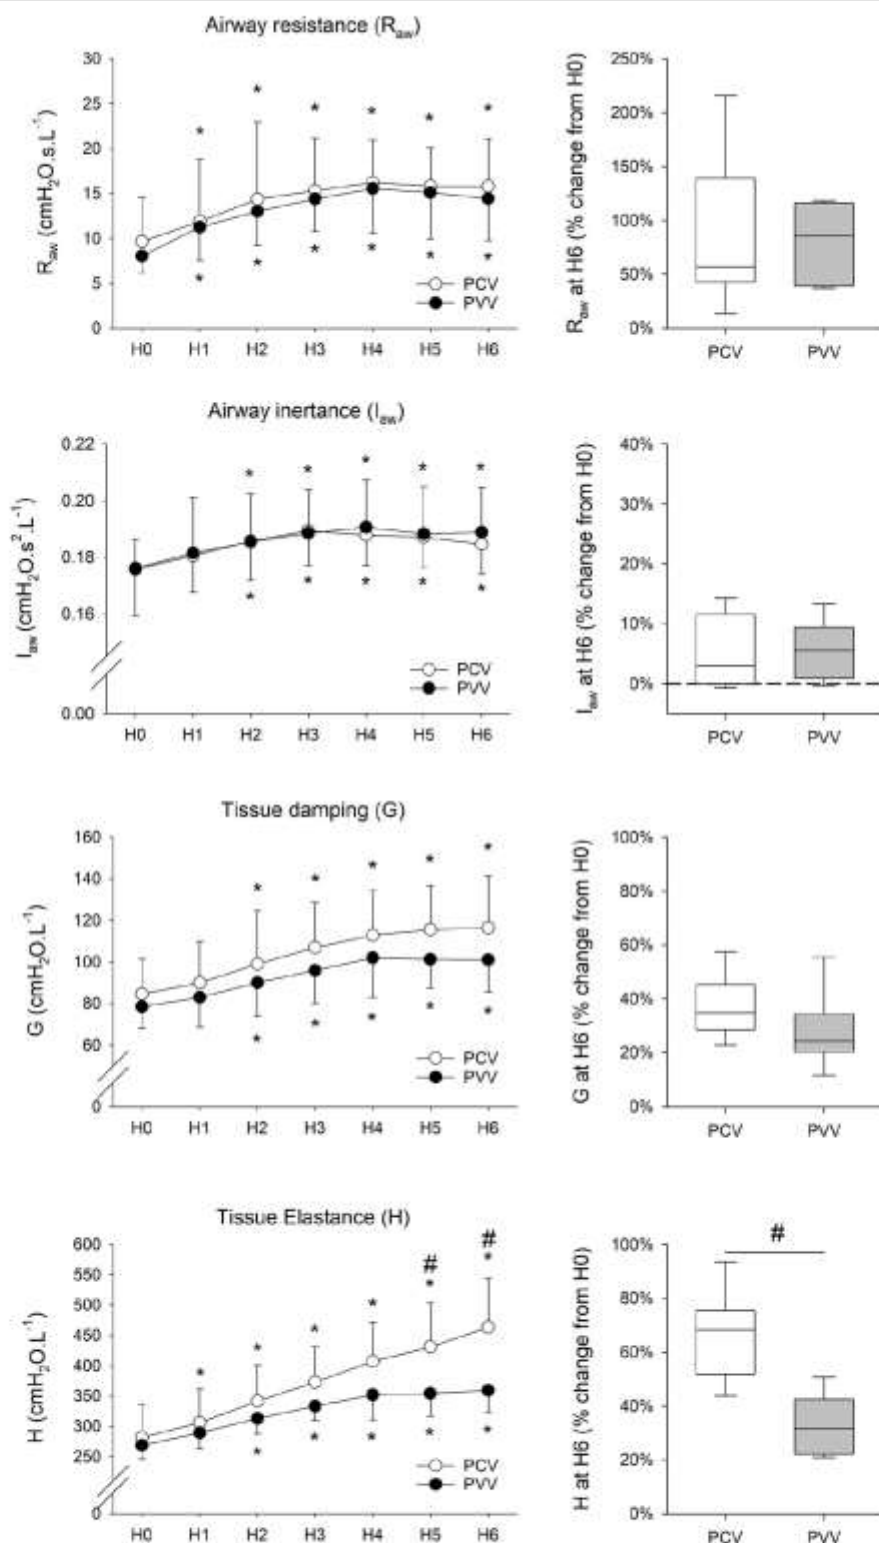 Airway resistance (Raw)
Raw (cmH2O.s.L-1)
30
25
20
15
10
5
0
* * * * * *
* * * * * *
PCV
PVV
H0 H1 H2 H3 H4 H5 H6
Raw at H6 (% change from H0)
250%
200%
150%
100%
50%
0%
PCV PVV
Airway inertance (Iaw)
Iaw (cmH2O.s2.L-1)
0.22
0.20
0.18
0.16
0.00
* * * * *
* * * * *
PCV
PVV
H0 H1 H2 H3 H4 H5 H6
Iaw at H6 (% change from H0)
40%
30%
20%
10%
0%
PCV PVV
Tissue damping (G)
G (cmH2O.L-1)
160
140
120
100
80
60
0
* * * * *
* * * * *
PCV
PVV
H0 H1 H2 H3 H4 H5 H6
G at H6 (% change from H0)
100%
80%
60%
40%
20%
0%
PCV PVV
Tissue Elastance (H)
H (cmH2O.L-1)
600
550
500
450
400
350
300
250
0
# #
* * * * * *
* * * * *
PCV
PVV
H0 H1 H2 H3 H4 H5 H6
H at H6 (% change from H0)
100%
80%
60%
40%
20%
0%
#
PCV PVV